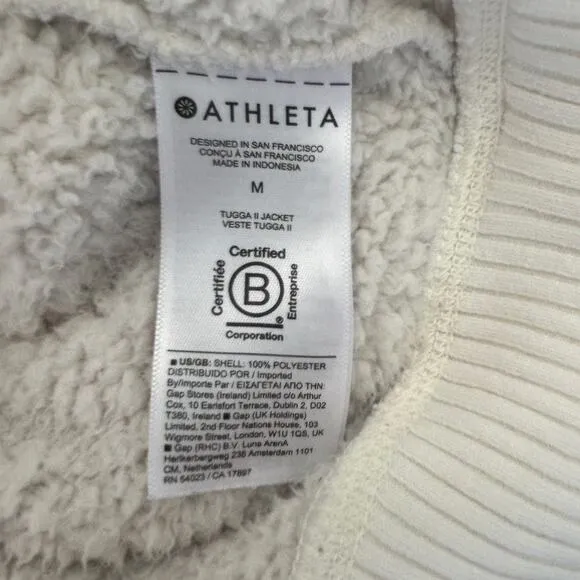 ATHLETA
DESIGNED IN SAN FRANCISCO
CONÇU À SAN FRANCISCO
MADE IN INDONESIA
M
TUGGA II JACKET
VESTE TUGGA II
Certified
Certifiée
B
Entreprise
®
Corporation
■ US/GB: SHELL: 100% POLYESTER
DISTRIBUIDO POR / Imported
By/Importe Par / ΕΙΣΑΓΕΤΑΙ ΑΠΟ ΤΗΝ:
Gap Stores (Ireland) Limited c/o Arthur
Cox, 10 Earlsfort Terrace, Dublin 2, D02
T380, Ireland ■ Gap (UK Holdings)
Limited, 2nd Floor Nations House, 103
Wigmore Street, London, W1U 1QS, UK
■ Gap (RHC) B.V. Luna ArenA
Herikerbergweg 238 Amsterdam 1101
CM, Netherlands
RN 54023 / CA 17897